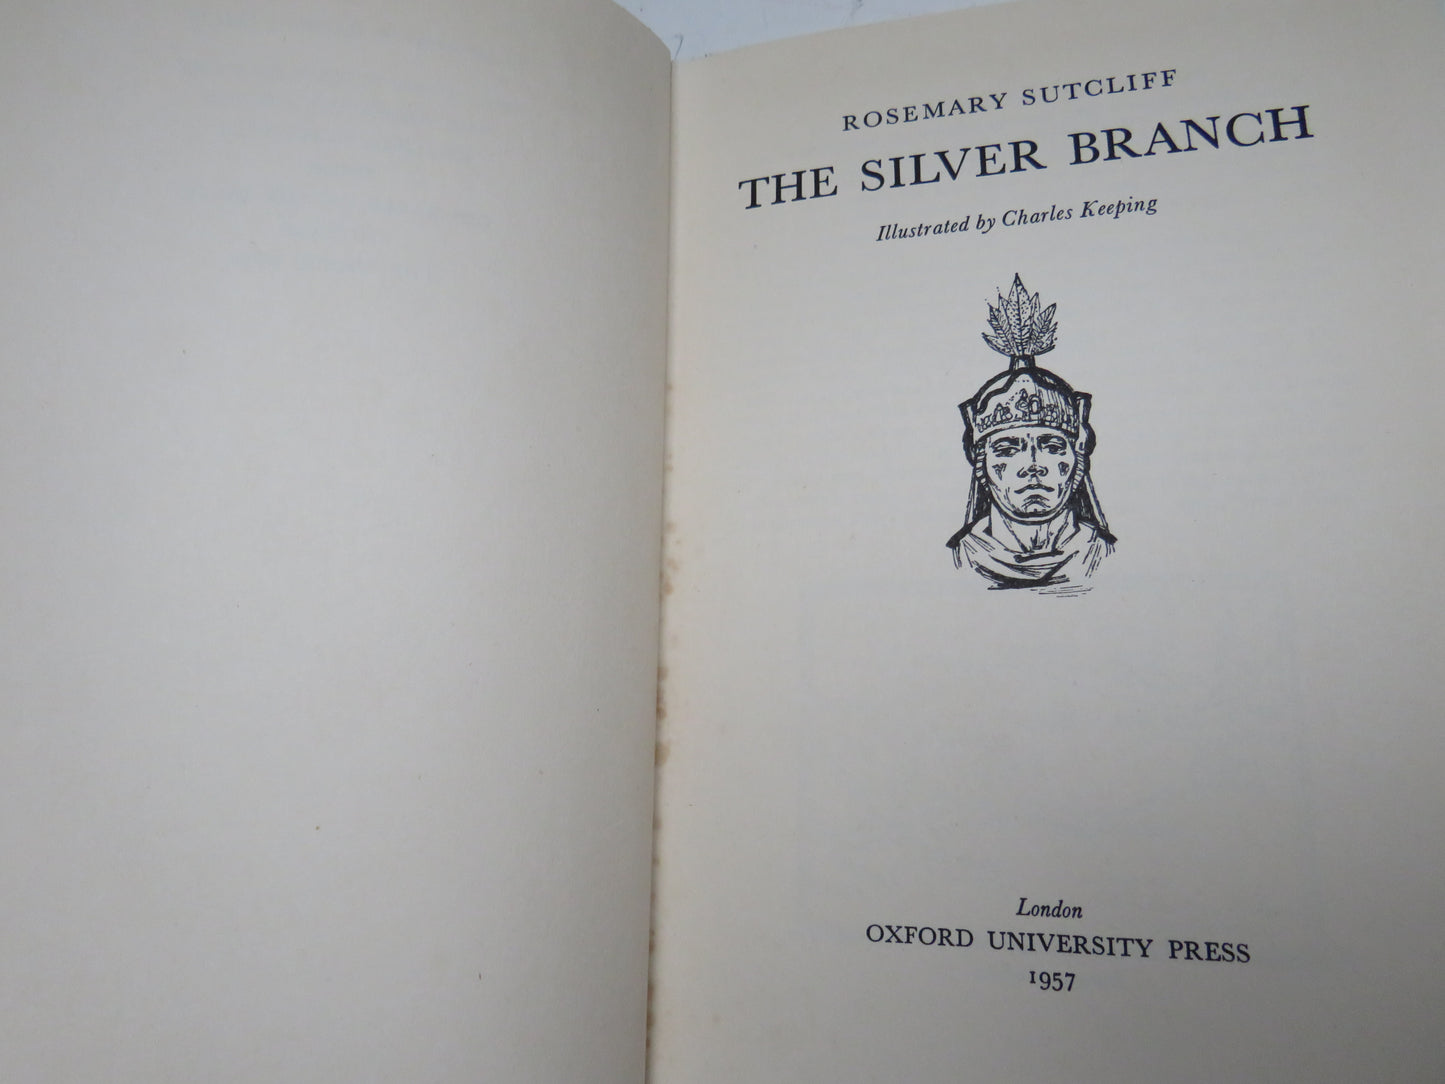 ROSEMARY SUTCLIFF
THE SILVER BRANCH
Illustrated by Charles Keeping
London
OXFORD UNIVERSITY PRESS
1957